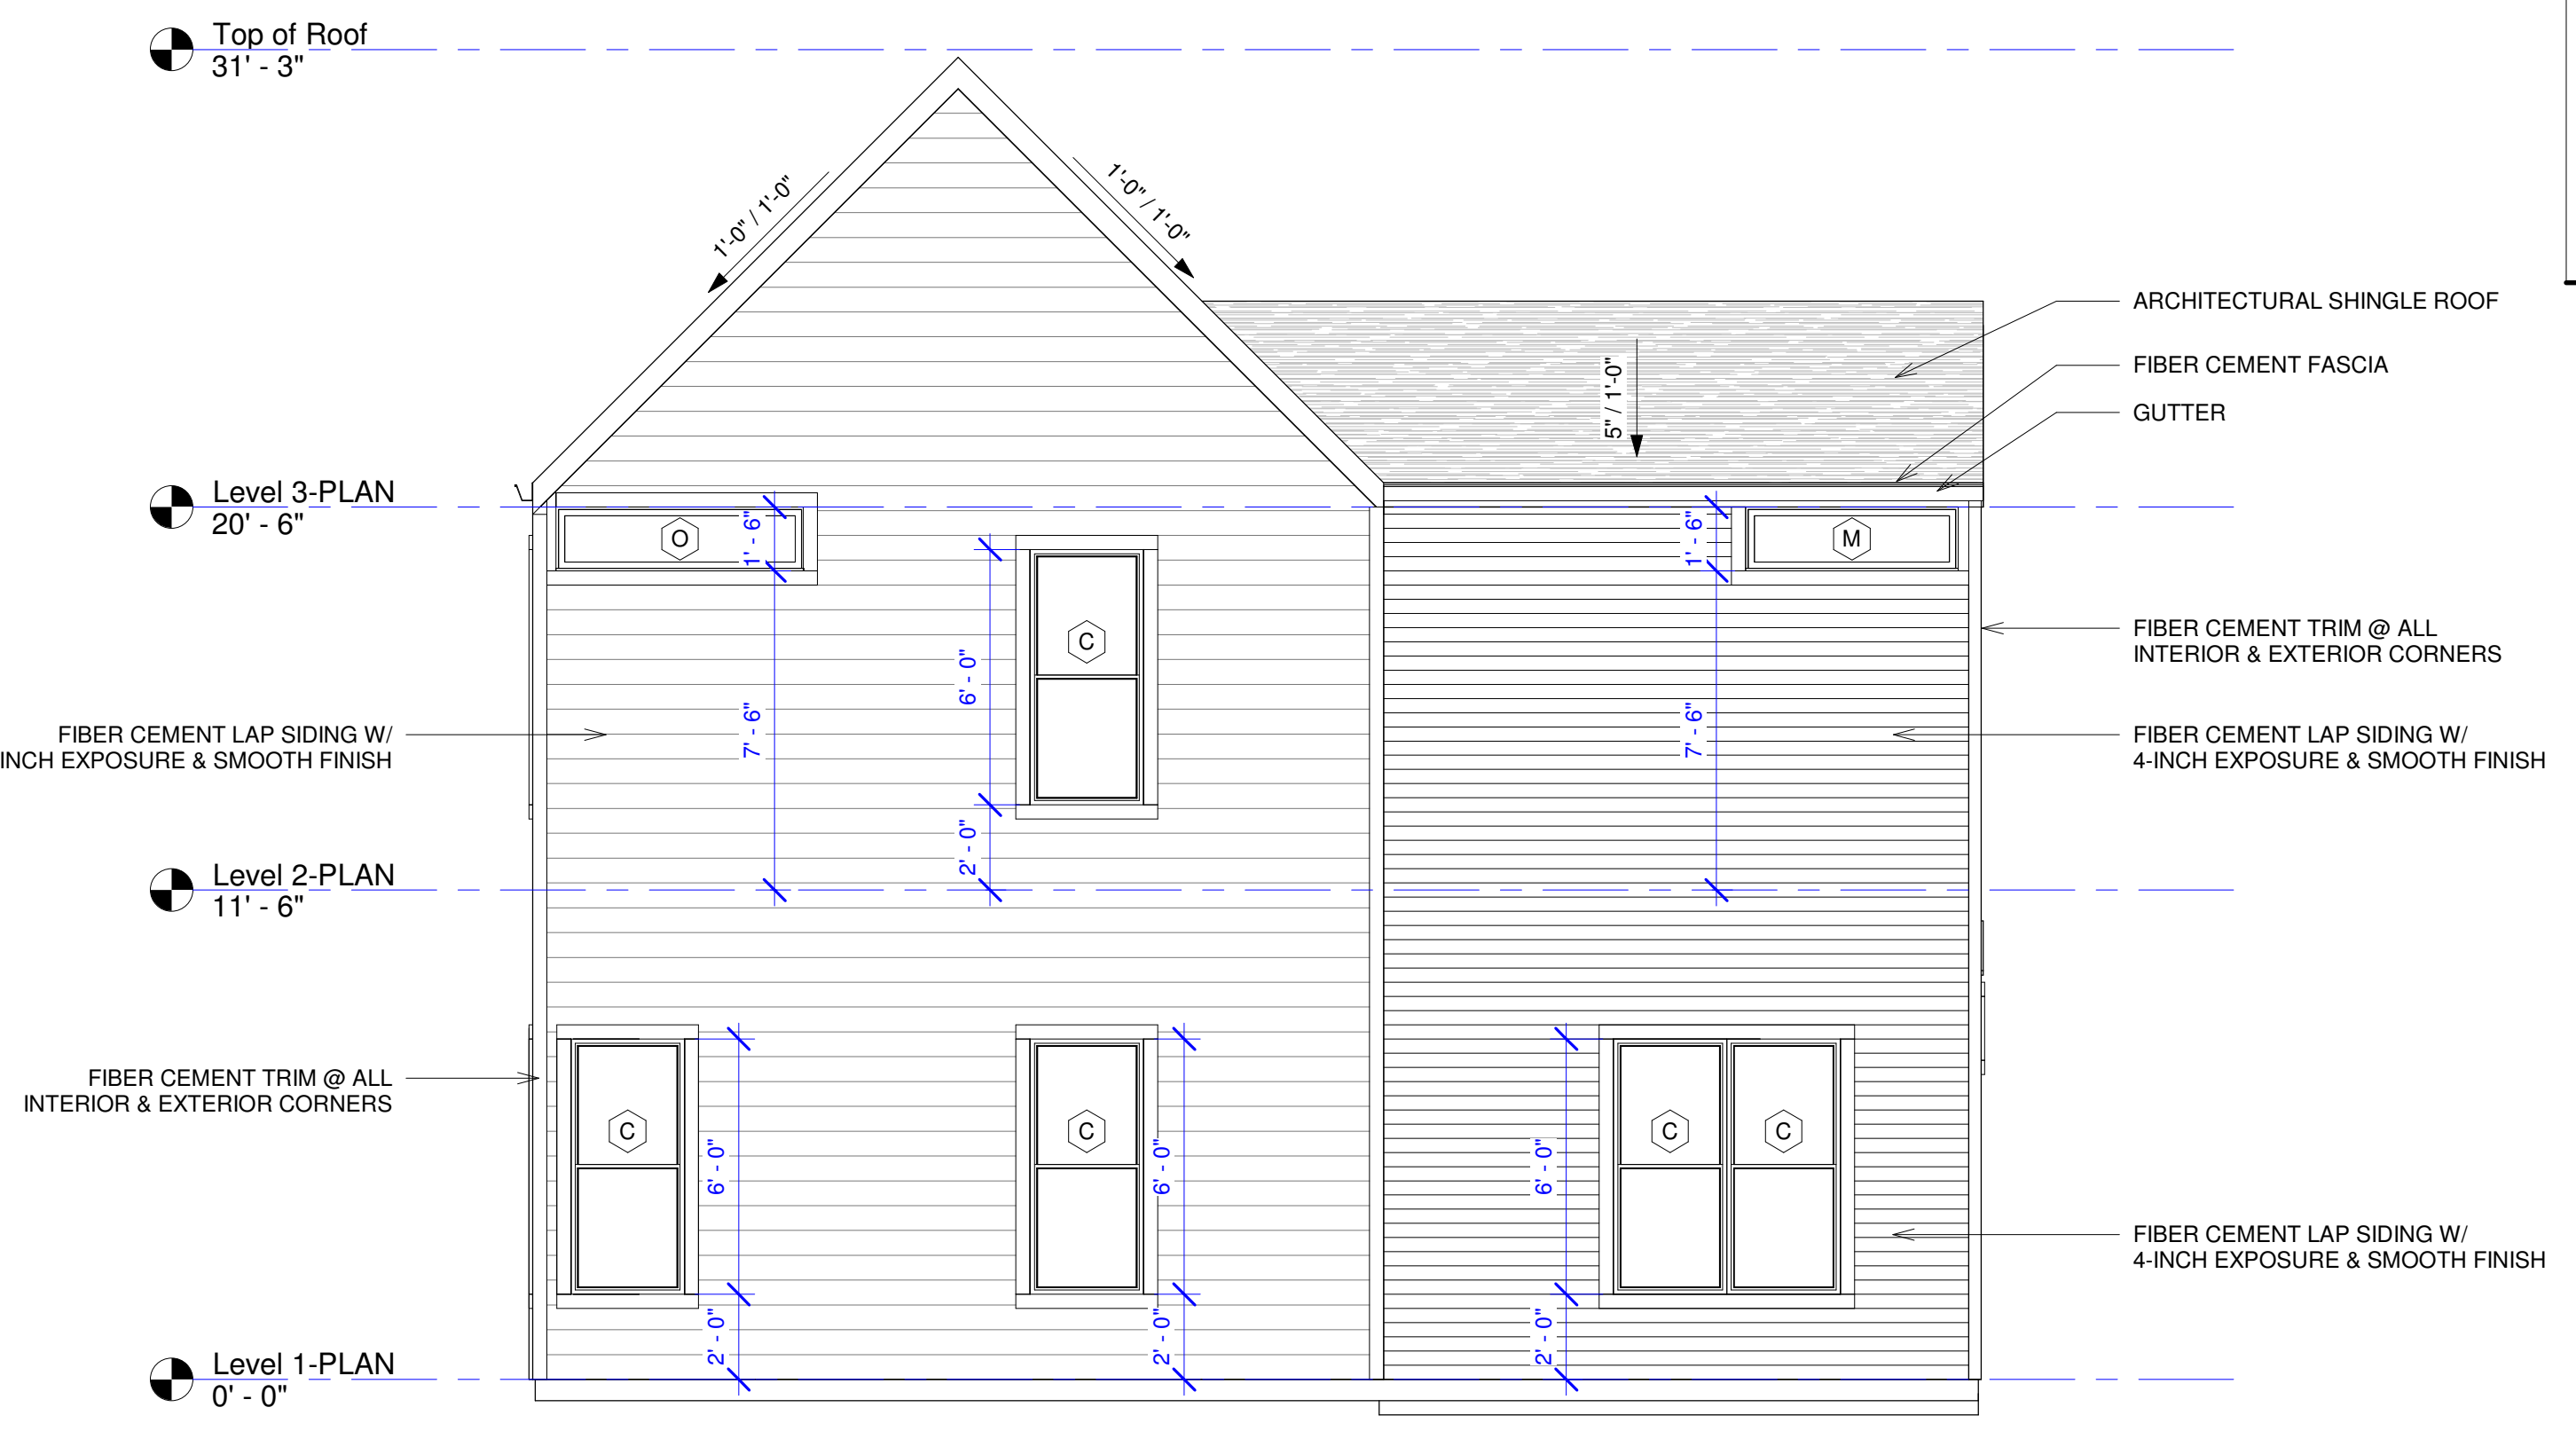 Top of Roof
31' - 3"
1'-0" / 1'-0"
1'-0" / 1'-0"
ARCHITECTURAL SHINGLE ROOF
FIBER CEMENT FASCIA
5" / 1'-0"
GUTTER
Level 3-PLAN
20' - 6"
O
1' - 6"
1' - 6"
M
C
6' - 0"
FIBER CEMENT TRIM @ ALL
INTERIOR & EXTERIOR CORNERS
FIBER CEMENT LAP SIDING W/
INCH EXPOSURE & SMOOTH FINISH
7' - 6"
7' - 6"
FIBER CEMENT LAP SIDING W/
4-INCH EXPOSURE & SMOOTH FINISH
2' - 0"
Level 2-PLAN
11' - 6"
FIBER CEMENT TRIM @ ALL
INTERIOR & EXTERIOR CORNERS
C
C
C
C
6' - 0"
6' - 0"
6' - 0"
FIBER CEMENT LAP SIDING W/
4-INCH EXPOSURE & SMOOTH FINISH
2' - 0"
2' - 0"
2' - 0"
Level 1-PLAN
0' - 0"